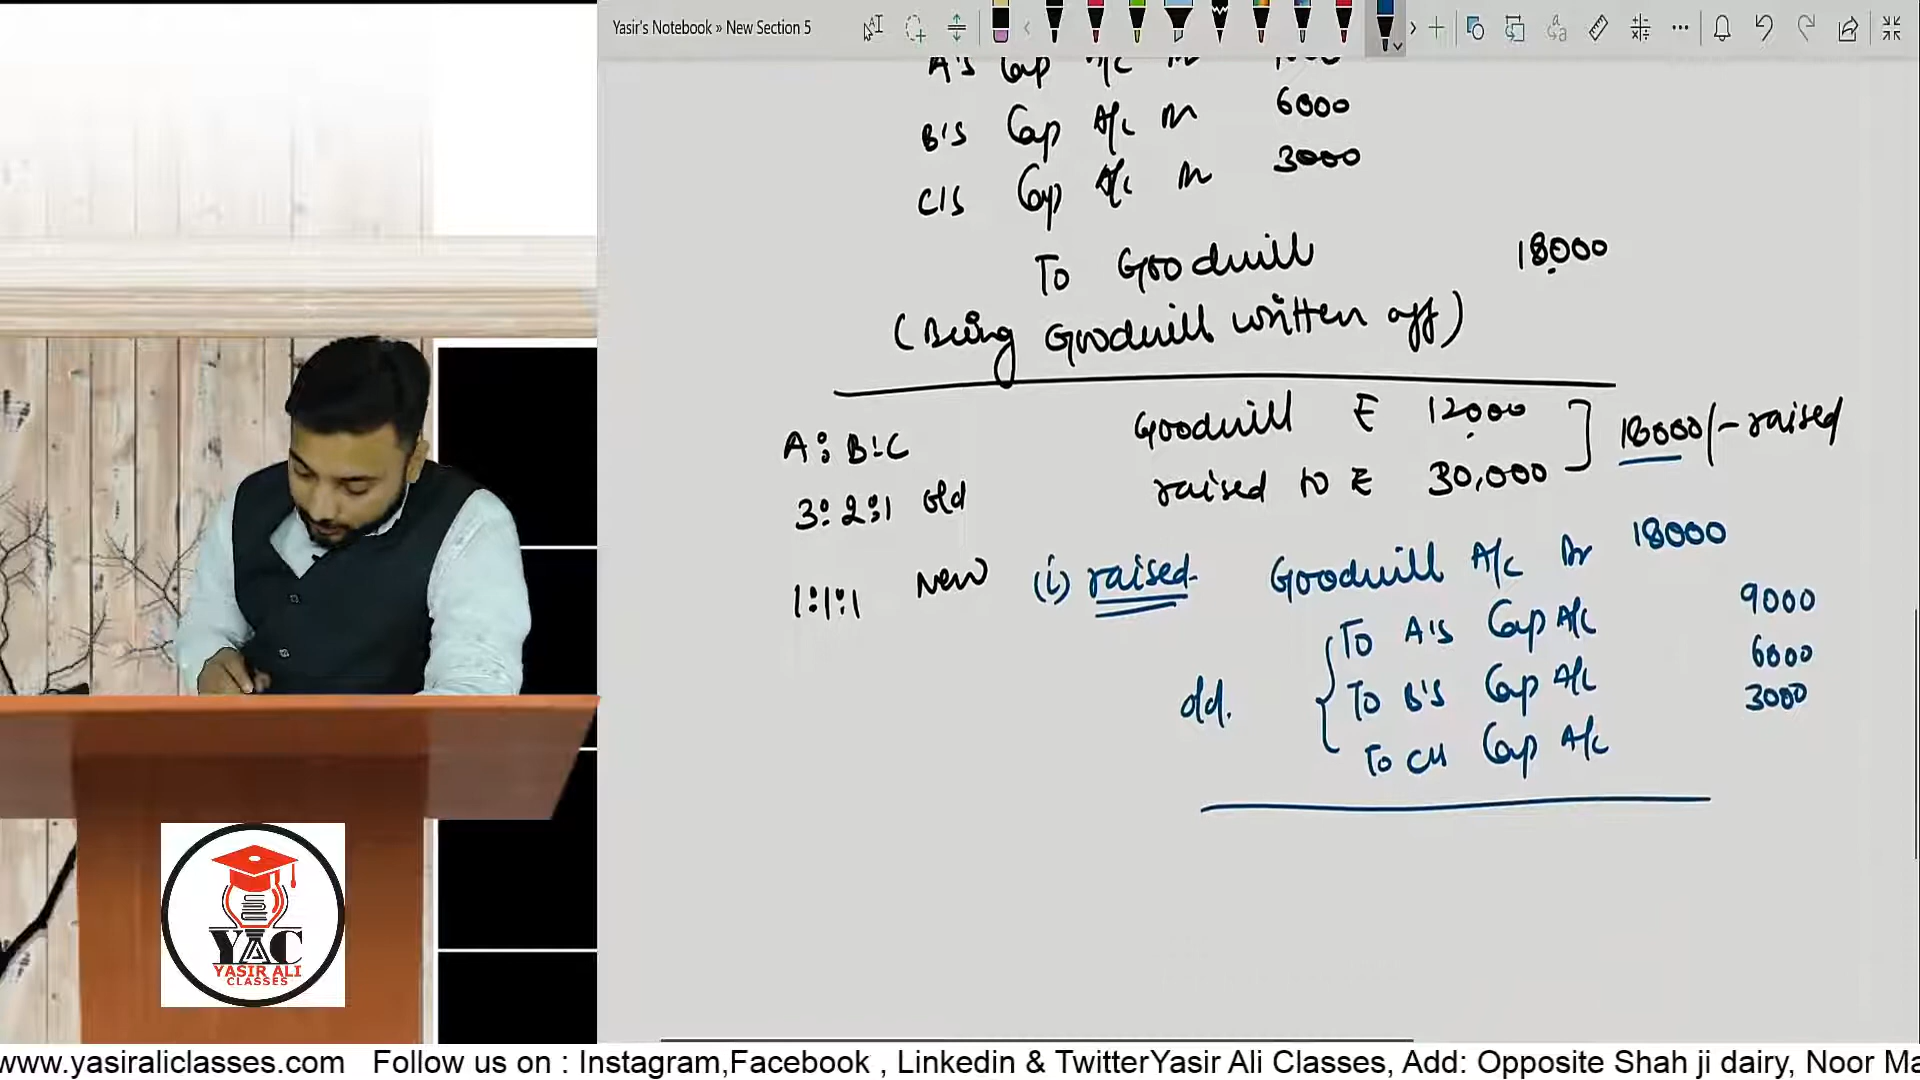 Yasir's Notebook » New Section 5
A'S Cap A/c Dr
B'S Cap A/c Dr 6000
C'S Cap A/c Dr 3000
To Goodwill 18000
(Being Goodwill written off)
A:B:C
3:2:1 old
1:1:1 New
Goodwill ₹ 12000
raised to ₹ 30,000
18000/- raised
(i) raised Goodwill A/c Dr 18000
old. To A'S Cap A/c 9000
To B'S Cap A/c 6000
To C'S Cap A/c 3000
YAC
YASIR ALI
CLASSES
www.yasiraliclasses.com Follow us on : Instagram,Facebook , Linkedin & TwitterYasir Ali Classes, Add: Opposite Shah ji dairy, Noor Ma